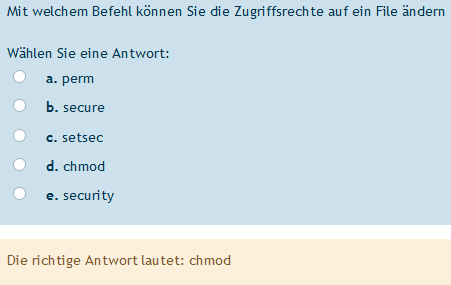 Mit welchem Befehl können Sie die Zugriffsrechte auf ein File ändern
Wählen Sie eine Antwort:
a. perm
b. secure
c. setsec
d. chmod
e. security
Die richtige Antwort lautet: chmod